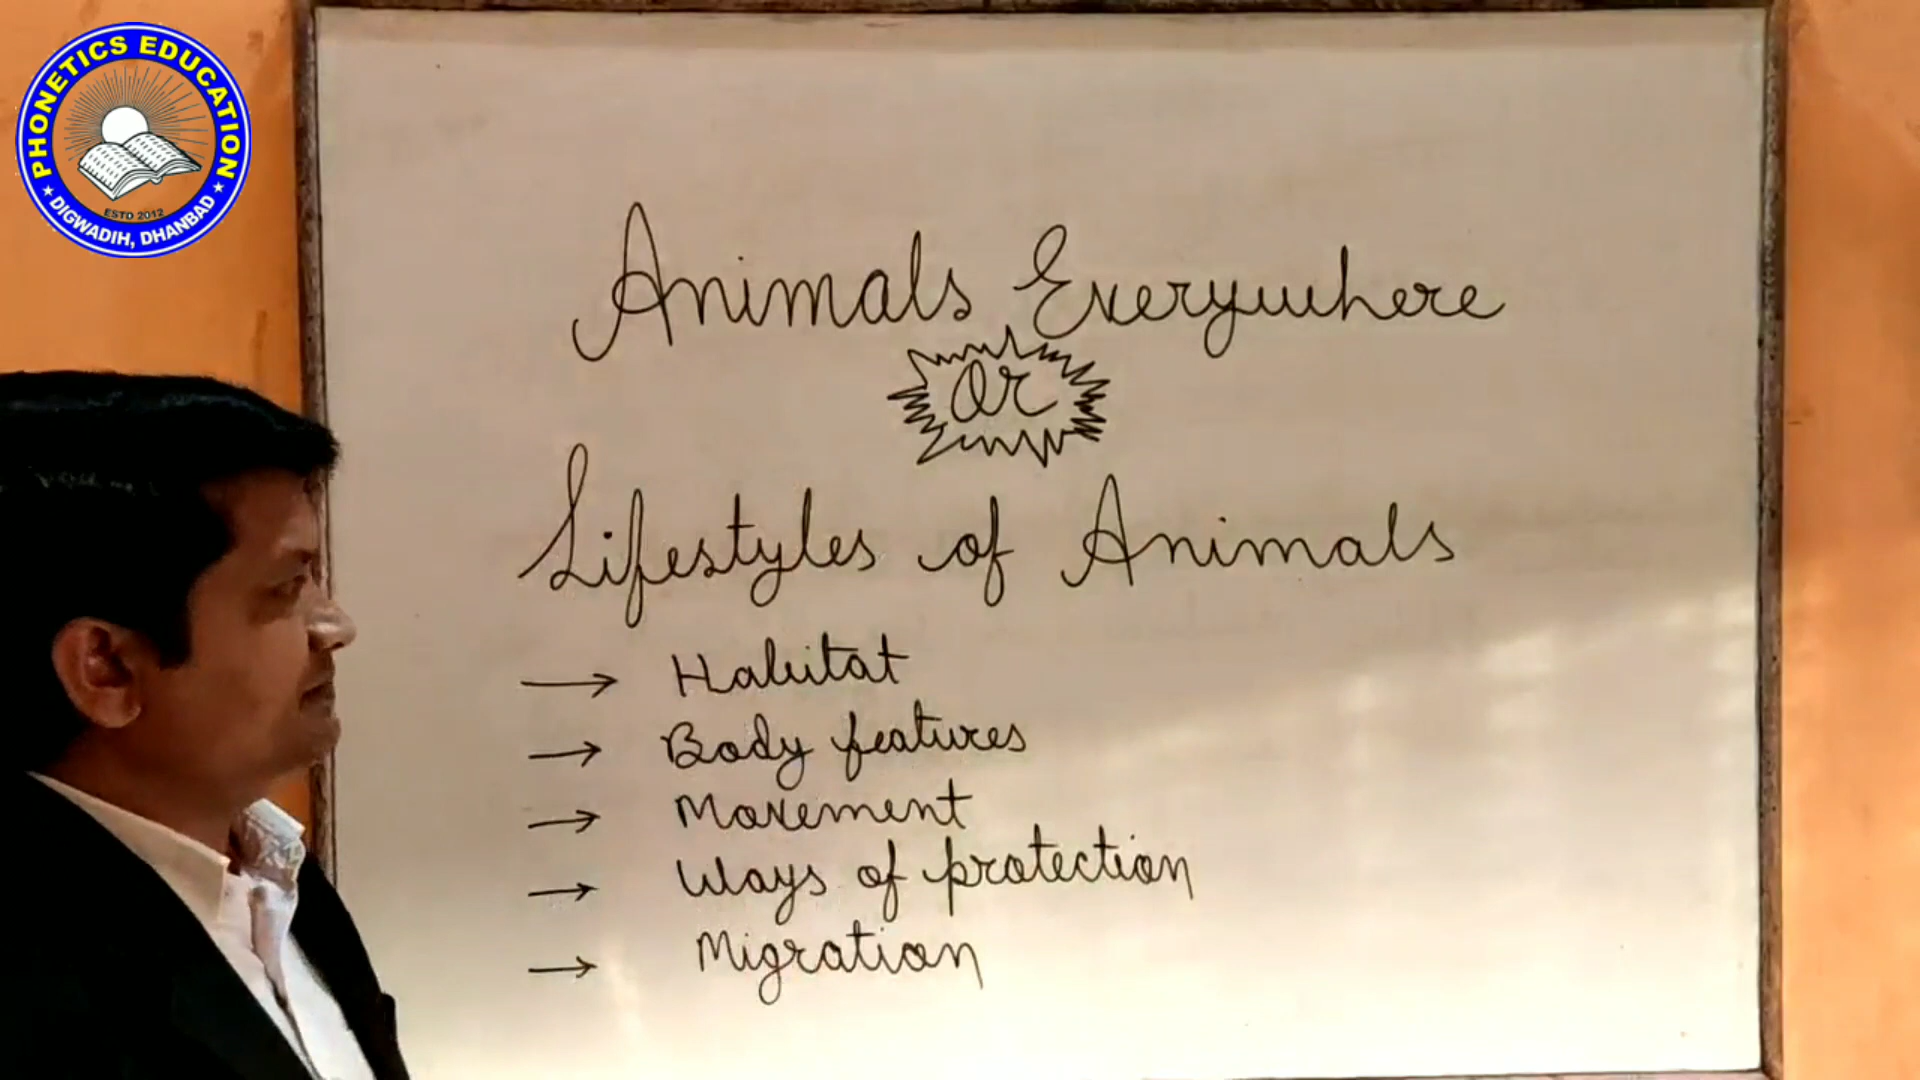 PHONETICS EDUCATION
ESTD 2012
★ DIGWADIH, DHANBAD ★
Animals Everywhere
Or
Lifestyles of Animals
→ Habitat
→ Body features
→ Movement
→ Ways of protection
→ Migration